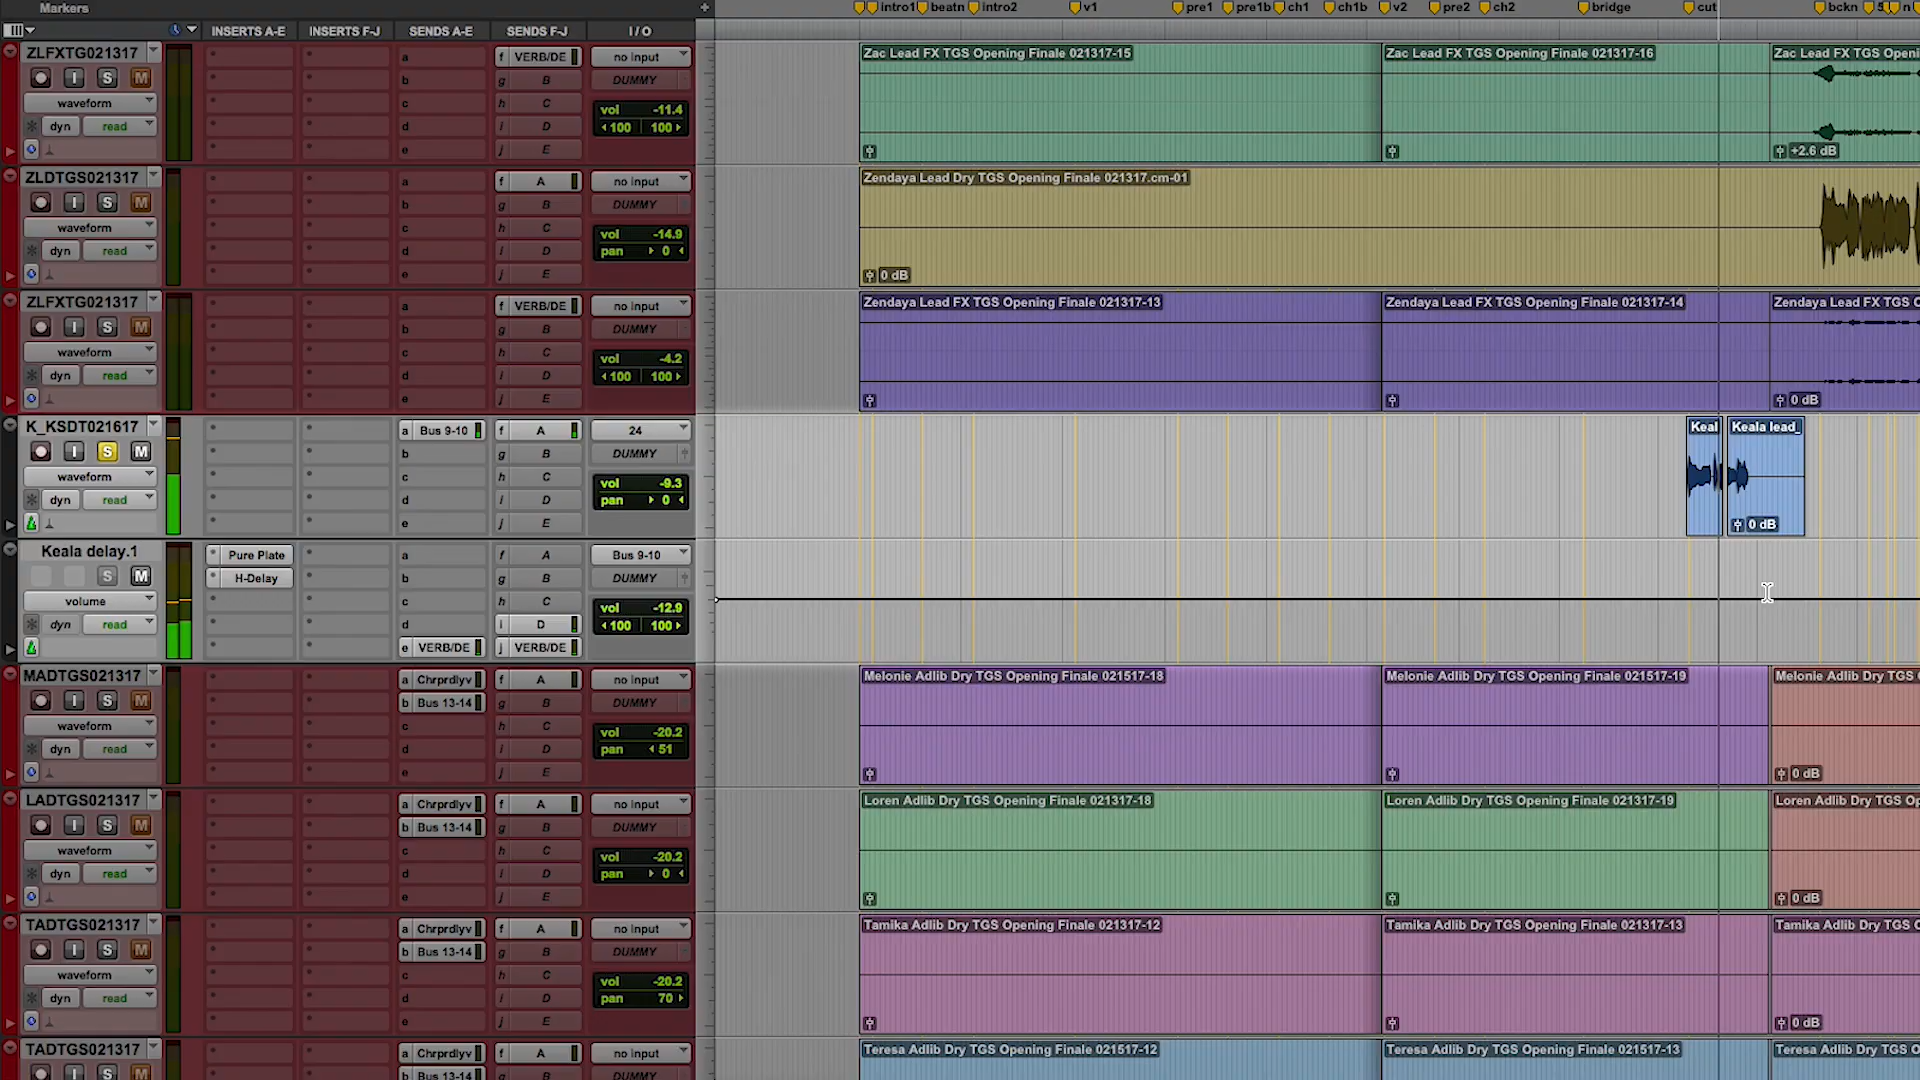 Markers
intro1 beatn intro2 v1 pre1 pre1b ch1 ch1b v2 pre2 ch2 bridge cut bckn
INSERTS A-E INSERTS F-J SENDS A-E SENDS F-J I / O
ZLFXTG021317 a f VERB/DE no input Zac Lead FX TGS Opening Finale 021317-15 Zac Lead FX TGS Opening Finale 021317-16 Zac Lead FX TGS Openi
I S M b g B DUMMY
waveform c h C vol -11.4
dyn read d i D 100 100
e j E +2.6 dB
ZLDTGS021317 a f A no input Zendaya Lead Dry TGS Opening Finale 021317.cm-01
I S M b g B DUMMY
waveform c h C vol -14.9
dyn read d i D pan 0
e j E 0 dB
ZLFXTG021317 a f VERB/DE no input Zendaya Lead FX TGS Opening Finale 021317-13 Zendaya Lead FX TGS Opening Finale 021317-14 Zendaya Lead FX TGS O
I S M b g B DUMMY
waveform c h C vol -4.2
dyn read d i D 100 100
e j E 0 dB
K_KSDT021617 a Bus 9-10 f A 24 Keal Keala lead_
I S M b g B DUMMY
waveform c h C vol -9.3
dyn read d i D pan 0
e j E 0 dB
Keala delay.1 Pure Plate a f A Bus 9-10
S M H-Delay b g B DUMMY
volume c h C vol -12.9
dyn read d i D 100 100
e VERB/DE j VERB/DE
MADTGS021317 a Chrprdlyv f A no input Melonie Adlib Dry TGS Opening Finale 021517-18 Melonie Adlib Dry TGS Opening Finale 021517-19 Melonie Adlib Dry TGS
I S M b Bus 13-14 g B DUMMY
waveform c h C vol -20.2
dyn read d i D pan 51
e j E 0 dB
LADTGS021317 a Chrprdlyv f A no input Loren Adlib Dry TGS Opening Finale 021317-18 Loren Adlib Dry TGS Opening Finale 021317-19 Loren Adlib Dry TGS Op
I S M b Bus 13-14 g B DUMMY
waveform c h C vol -20.2
dyn read d i D pan 0
e j E 0 dB
TADTGS021317 a Chrprdlyv f A no input Tamika Adlib Dry TGS Opening Finale 021317-12 Tamika Adlib Dry TGS Opening Finale 021317-13 Tamika Adlib Dry TGS
I S M b Bus 13-14 g B DUMMY
waveform c h C vol -20.2
dyn read d i D pan 70
e j E 0 dB
TADTGS021317 a Chrprdlyv f A no input Teresa Adlib Dry TGS Opening Finale 021517-12 Teresa Adlib Dry TGS Opening Finale 021517-13 Teresa Adlib Dry TGS
I S M b Bus 13-14 g B DUMMY